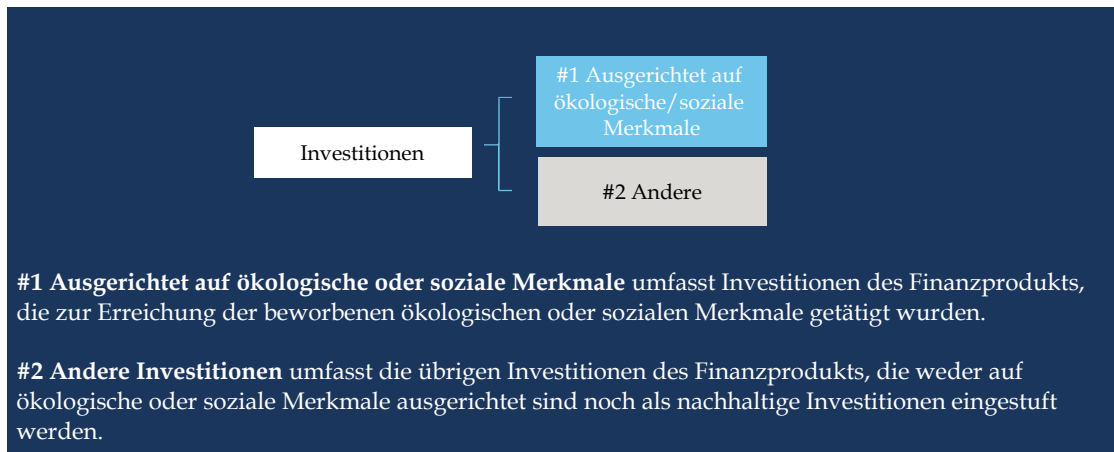 #1 Ausgerichtet auf
ökologische/soziale
Merkmale
Investitionen
#2 Andere
#1 Ausgerichtet auf ökologische oder soziale Merkmale umfasst Investitionen des Finanzprodukts,
die zur Erreichung der beworbenen ökologischen oder sozialen Merkmale getätigt wurden.
#2 Andere Investitionen umfasst die übrigen Investitionen des Finanzprodukts, die weder auf
ökologische oder soziale Merkmale ausgerichtet sind noch als nachhaltige Investitionen eingestuft
werden.